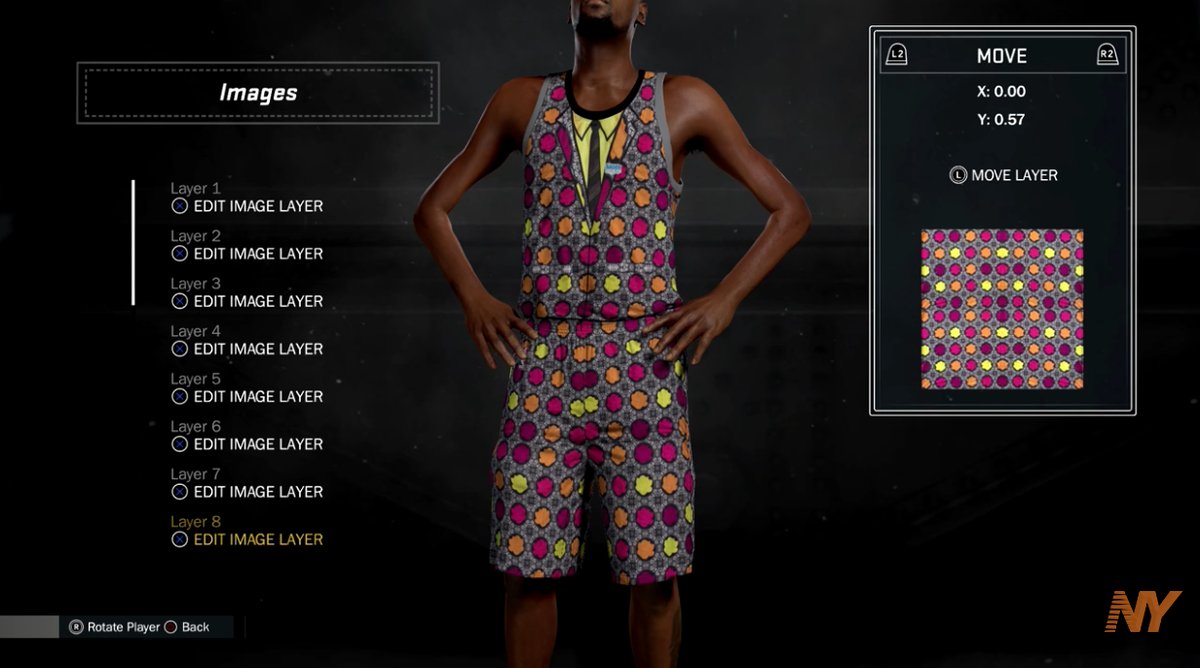 Images
Layer 1
EDIT IMAGE LAYER
Layer 2
EDIT IMAGE LAYER
Layer 3
EDIT IMAGE LAYER
Layer 4
EDIT IMAGE LAYER
Layer 5
EDIT IMAGE LAYER
Layer 6
EDIT IMAGE LAYER
Layer 7
EDIT IMAGE LAYER
Layer 8
EDIT IMAGE LAYER
L2 MOVE R2
X: 0.00
Y: 0.57
L MOVE LAYER
R Rotate Player Back
NY